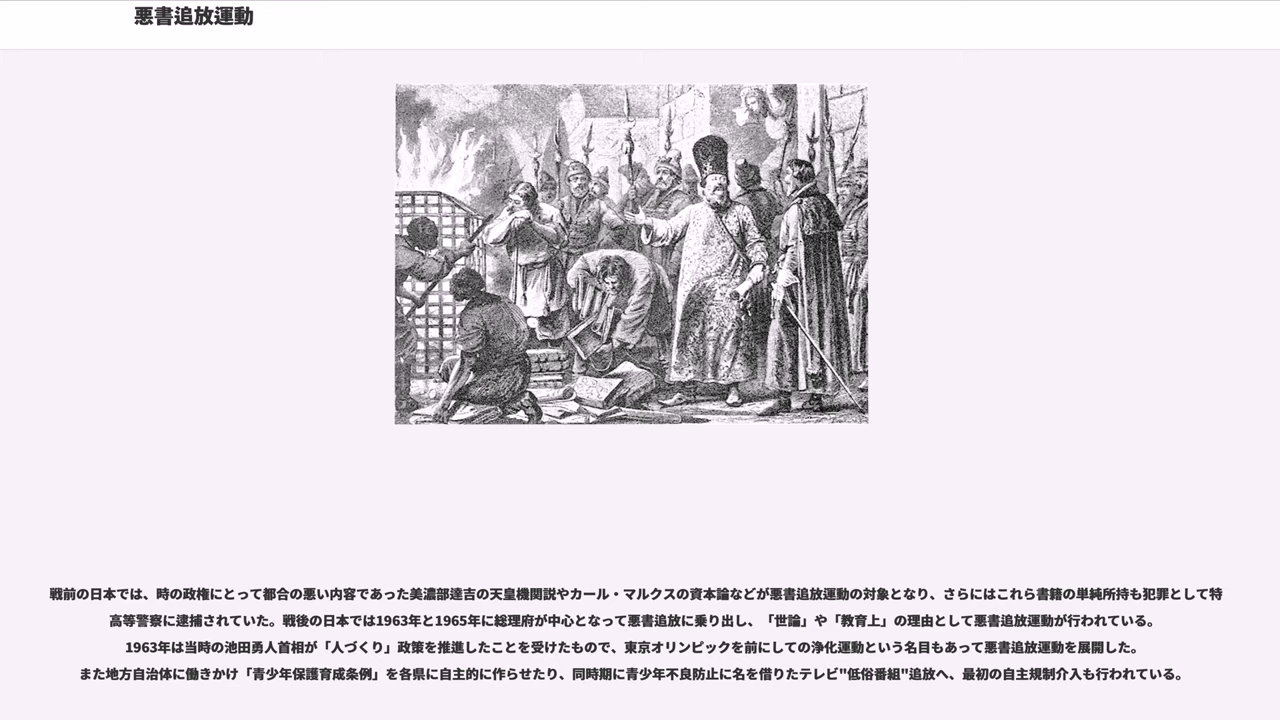 悪書追放運動
戦前の日本では、時の政権にとって都合の悪い内容であった美濃部達吉の天皇機関説やカール・マルクスの資本論などが悪書追放運動の対象となり、さらにはこれら書籍の単純所持も犯罪として特
高等警察に逮捕されていた。戦後の日本では1963年と1965年に総理府が中心となって悪書追放に乗り出し、「世論」や「教育上」の理由として悪書追放運動が行われている。
1963年は当時の池田勇人首相が「人づくり」政策を推進したことを受けたもので、東京オリンピックを前にしての浄化運動という名目もあって悪書追放運動を展開した。
また地方自治体に働きかけ「青少年保護育成条例」を各県に自主的に作らせたり、同時期に青少年不良防止に名を借りたテレビ"低俗番組"追放へ、最初の自主規制介入も行われている。